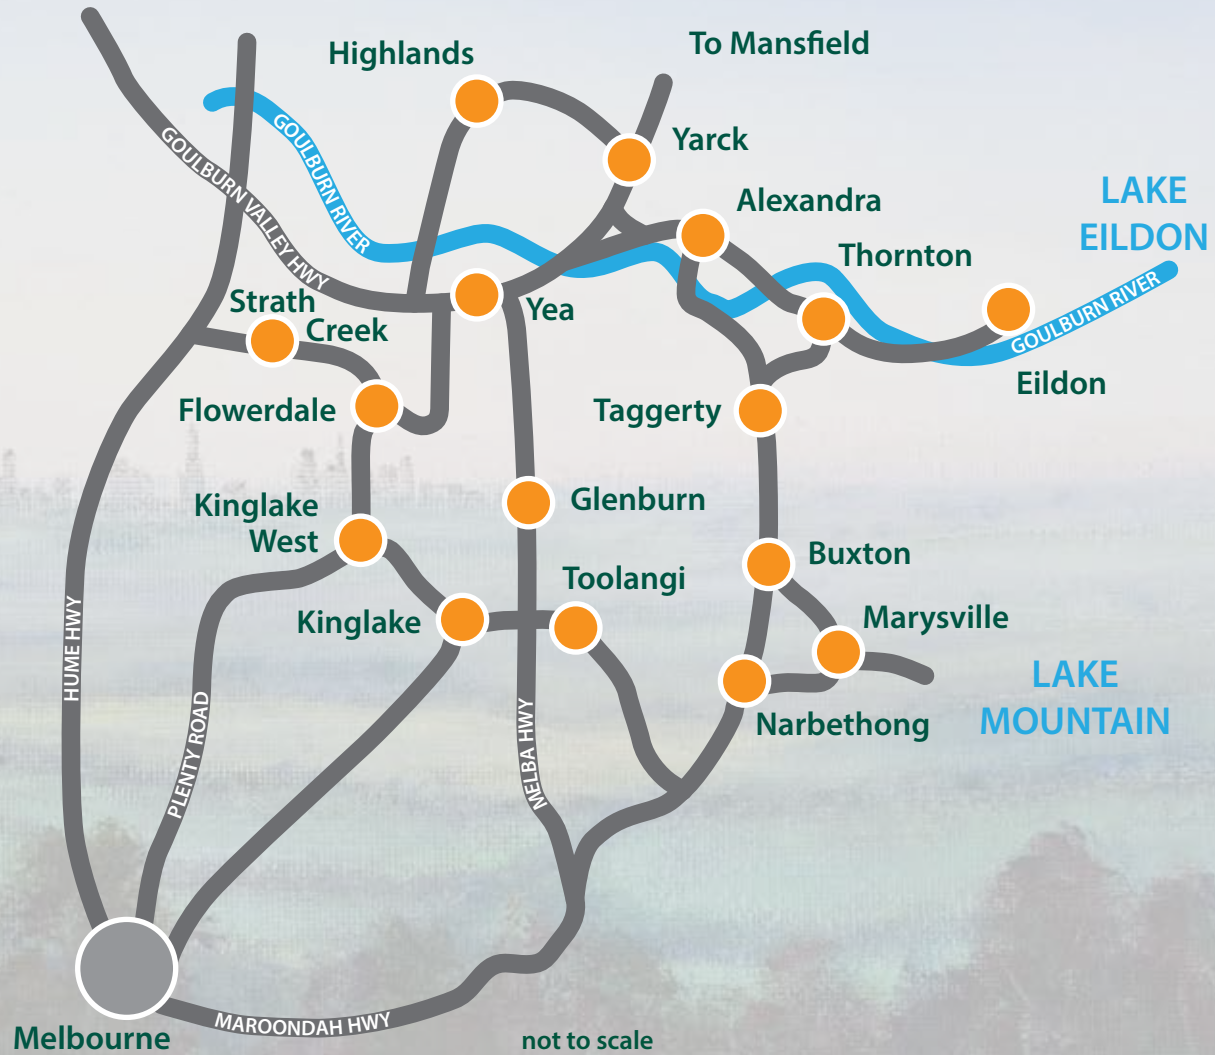 To Mansfield
Highlands
Yarck
GOULBURN RIVER
GOULBURN VALLEY HWY
Alexandra
LAKE
EILDON
Thornton
GOULBURN RIVER
Strath
Creek
Yea
Eildon
Flowerdale
Taggerty
Kinglake
West
Glenburn
Buxton
Toolangi
Kinglake
Marysville
HUME HWY
LAKE
MOUNTAIN
Narbethong
PLENTY ROAD
MELBA HWY
MAROONDAH HWY
Melbourne
not to scale